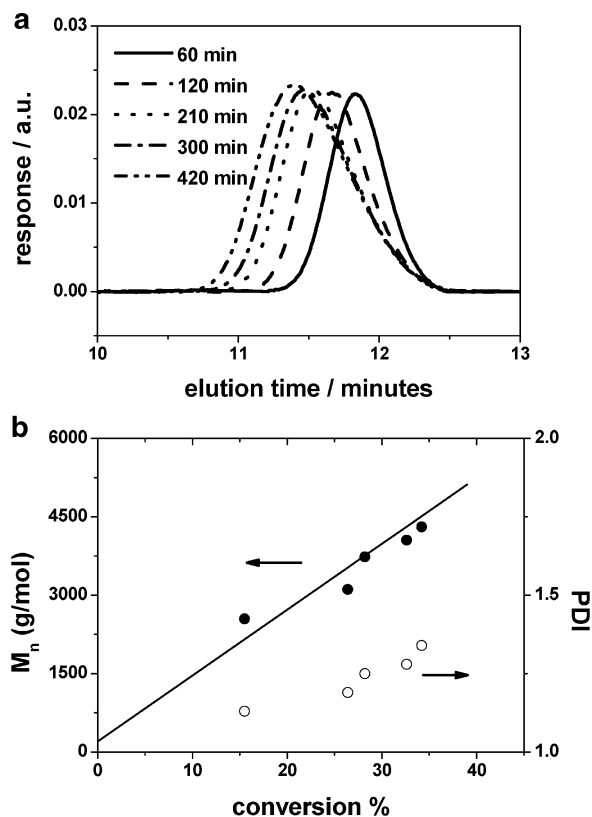 a
0.03
0.02
0.01
0.00
response / a.u.
60 min
120 min
210 min
300 min
420 min
10
11
12
13
elution time / minutes
b
6000
4500
3000
1500
0
Mn (g/mol)
2.0
1.5
1.0
PDI
0
10
20
30
40
conversion %